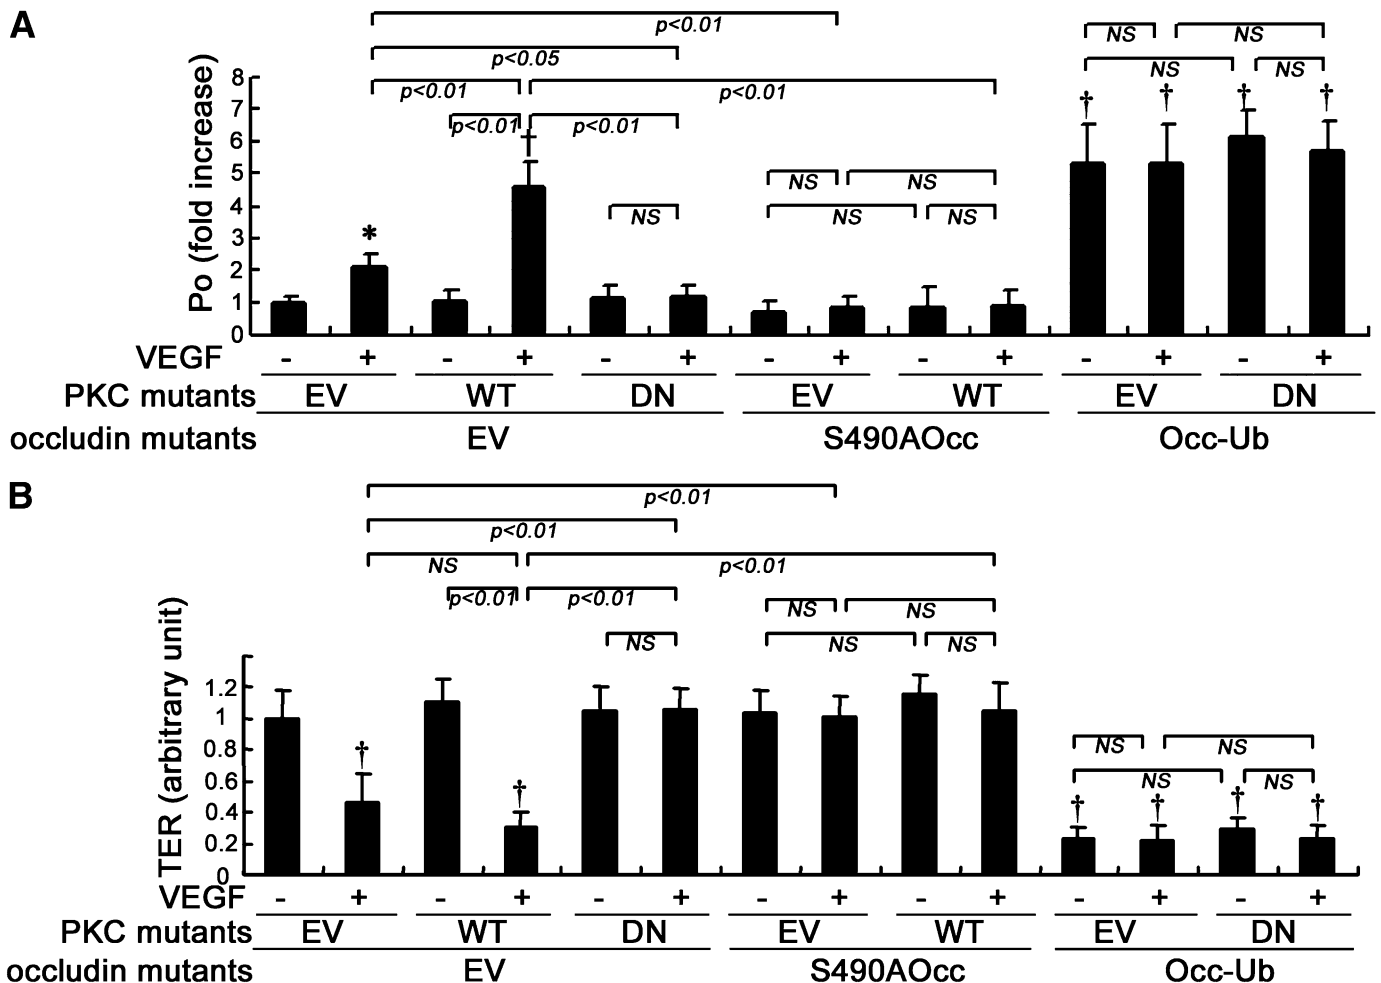 A
p<0.01
NS NS
p<0.05
NS NS
p<0.01 p<0.01
† † † †
p<0.01 p<0.01
†
NS NS
NS NS NS
*
Po (fold increase)
8
7
6
5
4
3
2
1
0
VEGF - + - + - + - + - + - + - +
PKC mutants EV WT DN EV WT EV DN
occludin mutants EV S490AOcc Occ-Ub
B
p<0.01
p<0.01
NS p<0.01
p<0.01 p<0.01
NS NS
NS NS NS
NS NS
NS NS
† †
† † † †
TER (arbitrary unit)
1.2
1
0.8
0.6
0.4
0.2
0
VEGF - + - + - + - + - + - + - +
PKC mutants EV WT DN EV WT EV DN
occludin mutants EV S490AOcc Occ-Ub